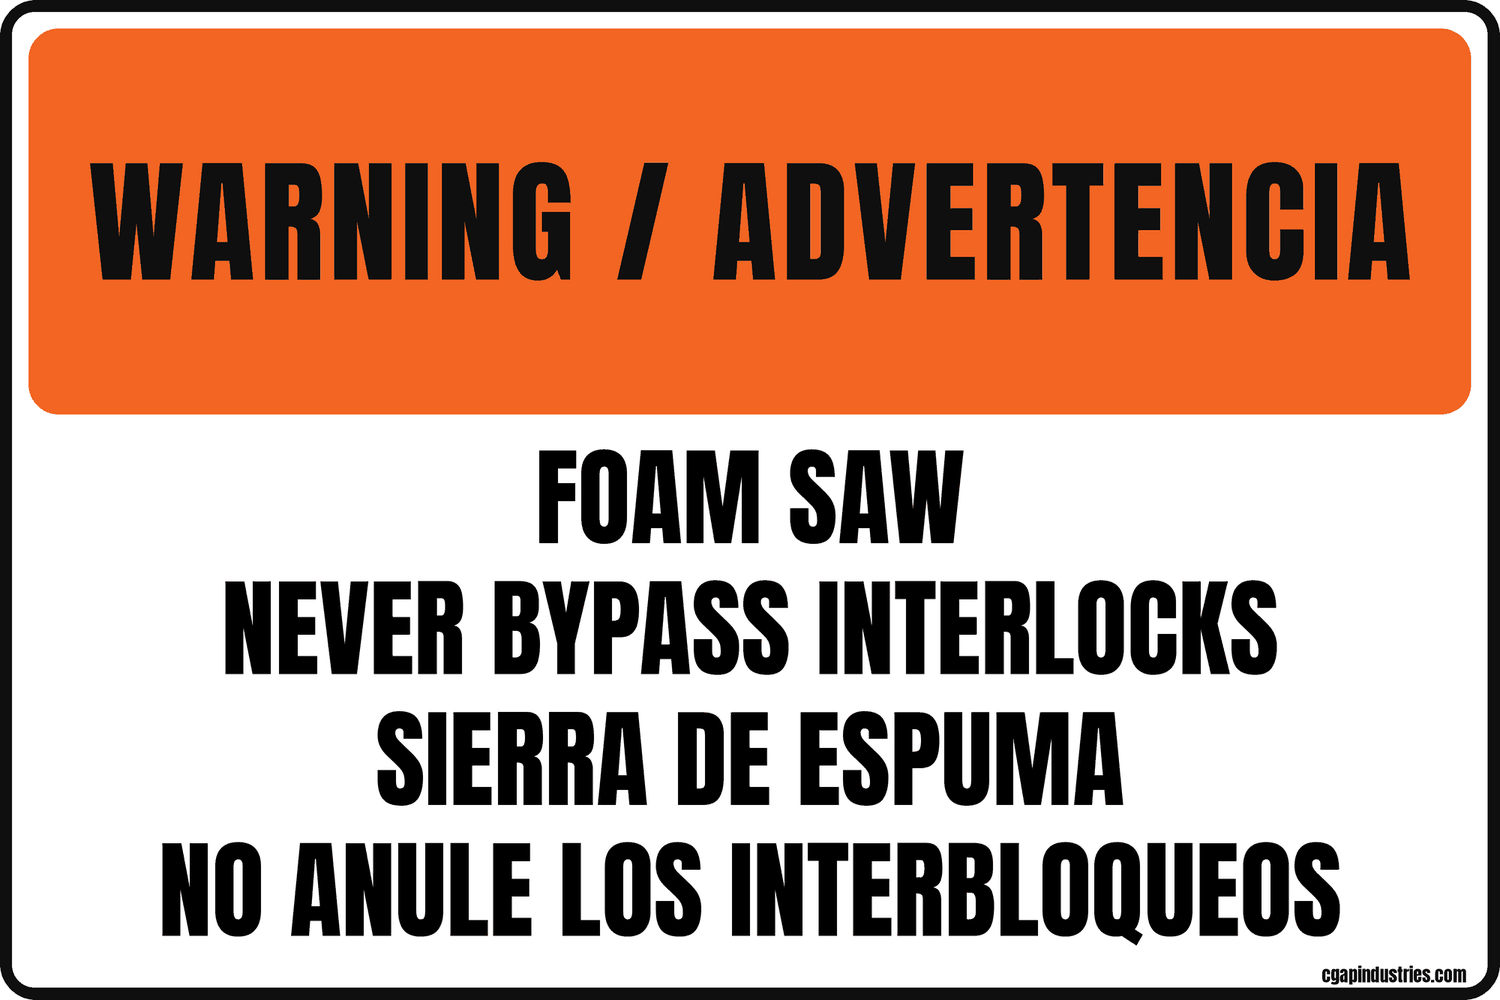 WARNING / ADVERTENCIA
FOAM SAW
NEVER BYPASS INTERLOCKS
SIERRA DE ESPUMA
NO ANULE LOS INTERBLOQUEOS
cgapindustries.com